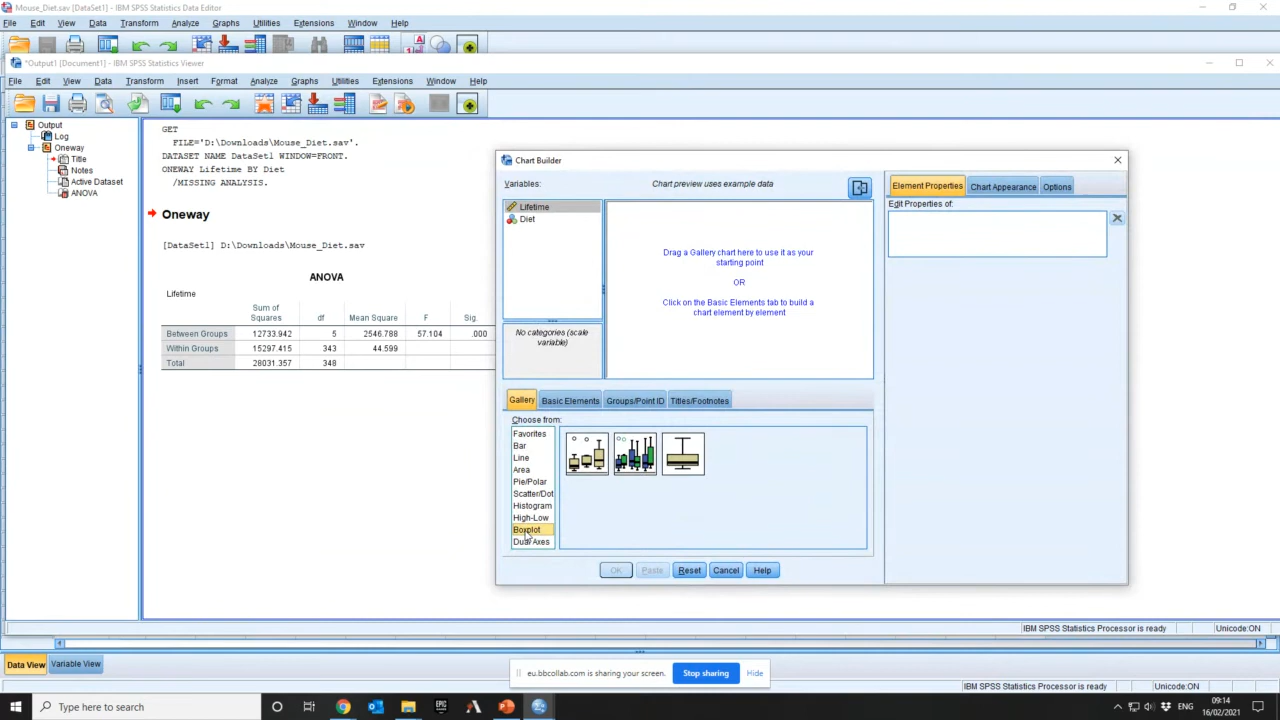 Mouse_Diet.sav [DataSet1] - IBM SPSS Statistics Data Editor
File Edit View Data Transform Analyze Graphs Utilities Extensions Window Help
*Output1 [Document1] - IBM SPSS Statistics Viewer
File Edit View Data Transform Insert Format Analyze Graphs Utilities Extensions Window Help
Output
Log
Oneway
Title
Notes
Active Dataset
ANOVA
GET
FILE='D:\Downloads\Mouse_Diet.sav'.
DATASET NAME DataSet1 WINDOW=FRONT.
ONEWAY Lifetime BY Diet
/MISSING ANALYSIS.
Oneway
[DataSet1] D:\Downloads\Mouse_Diet.sav
ANOVA
Lifetime
Sum of
Squares df Mean Square F Sig.
Between Groups 12733.942 5 2546.788 57.104 .000
Within Groups 15297.415 343 44.599
Total 28031.357 348
Chart Builder
Variables: Chart preview uses example data
Lifetime
Diet
No categories (scale
variable)
Drag a Gallery chart here to use it as your
starting point
OR
Click on the Basic Elements tab to build a
chart element by element
Element Properties Chart Appearance Options
Edit Properties of:
Gallery Basic Elements Groups/Point ID Titles/Footnotes
Choose from:
Favorites
Bar
Line
Area
Pie/Polar
Scatter/Dot
Histogram
High-Low
Boxplot
Dual Axes
OK Paste Reset Cancel Help
IBM SPSS Statistics Processor is ready Unicode:ON
Data View Variable View
eu.bbcollab.com is sharing your screen. Stop sharing Hide
IBM SPSS Statistics Processor is ready Unicode:ON
Type here to search
EPIC
GAMES
09:14
16/02/2021